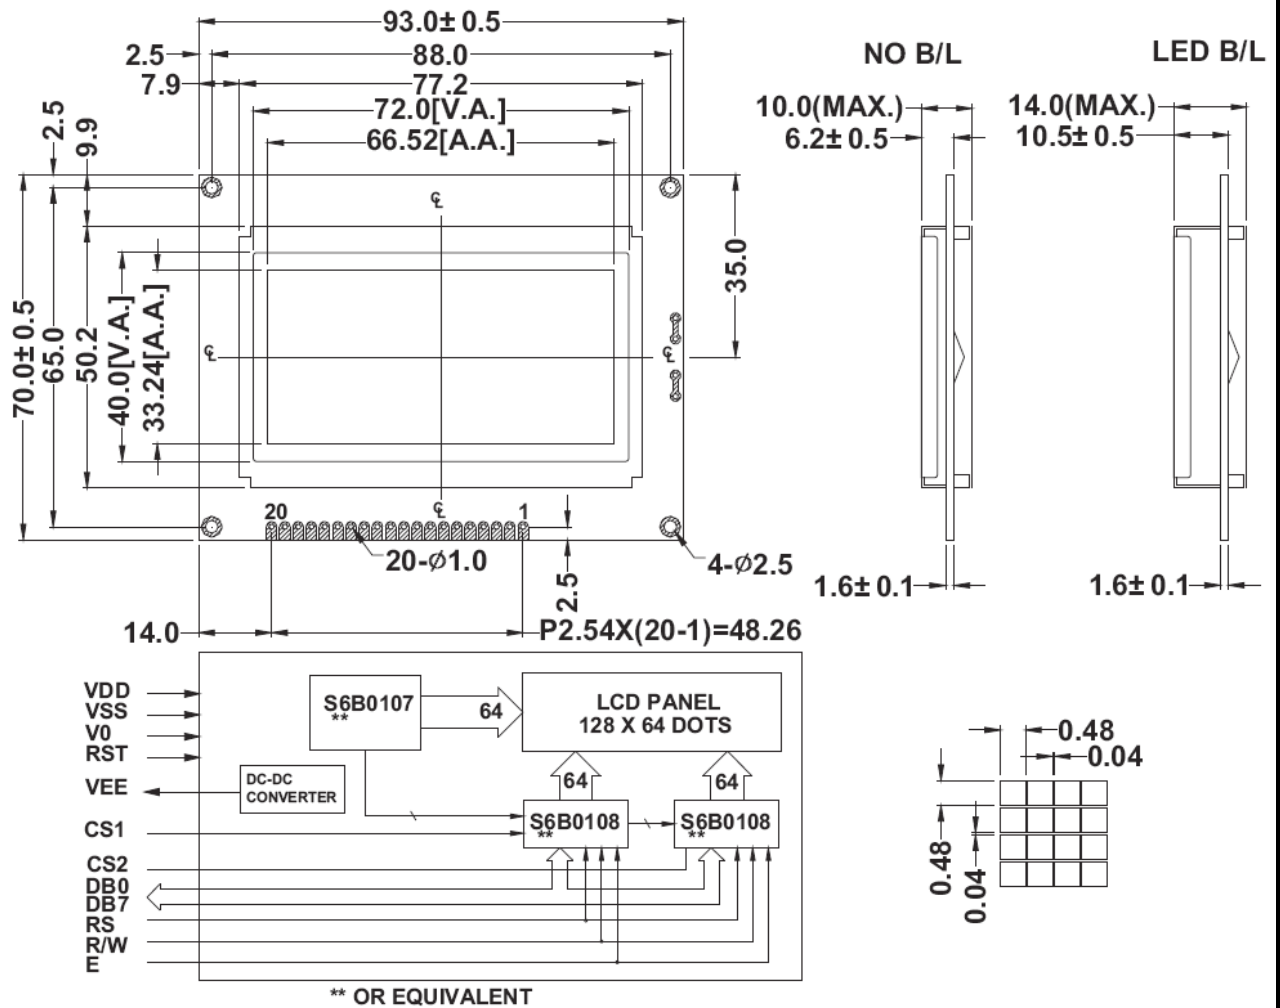 93.0± 0.5
2.5
88.0
7.9
77.2
72.0[V.A.]
66.52[A.A.]
2.5
9.9
70.0± 0.5
65.0
50.2
40.0[V.A.]
33.24[A.A.]
℄
℄
℄
℄
35.0
20
1
20-Ø1.0
4-Ø2.5
2.5
14.0
P2.54X(20-1)=48.26
NO B/L
10.0(MAX.)
6.2± 0.5
1.6± 0.1
LED B/L
14.0(MAX.)
10.5± 0.5
1.6± 0.1
VDD
VSS
V0
RST
VEE
CS1
CS2
DB0
DB7
RS
R/W
E
S6B0107
**
64
LCD PANEL
128 X 64 DOTS
DC-DC
CONVERTER
64
64
S6B0108
**
S6B0108
**
** OR EQUIVALENT
0.48
0.04
0.48
0.04